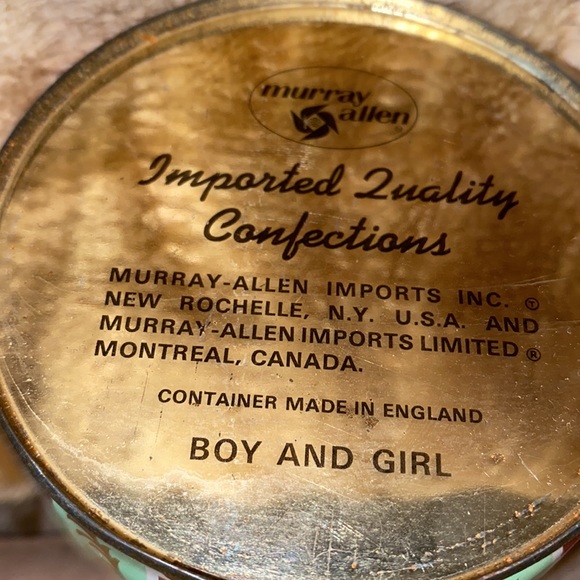 murray
allen ®
Imported Quality
Confections
MURRAY-ALLEN IMPORTS INC. Ⓣ
NEW ROCHELLE, N.Y. U.S.A. AND
MURRAY-ALLEN IMPORTS LIMITED ®
MONTREAL, CANADA.
CONTAINER MADE IN ENGLAND
BOY AND GIRL